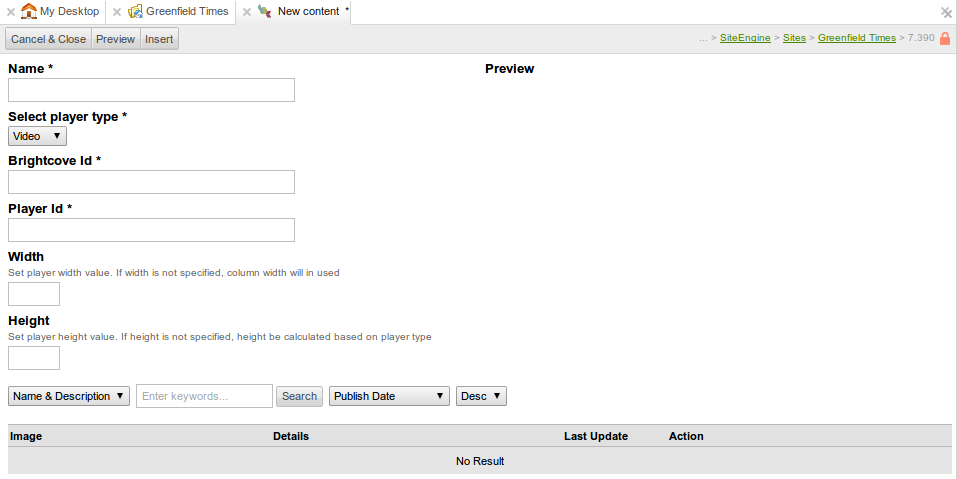 My Desktop Greenfield Times New content *
Cancel & Close Preview Insert ... > SiteEngine > Sites > Greenfield Times > 7.390
Name * Preview
Select player type *
Video
Brightcove Id *
Player Id *
Width
Set player width value. If width is not specified, column width will in used
Height
Set player height value. If height is not specified, height be calculated based on player type
Name & Description Enter keywords... Search Publish Date Desc
Image Details Last Update Action
No Result